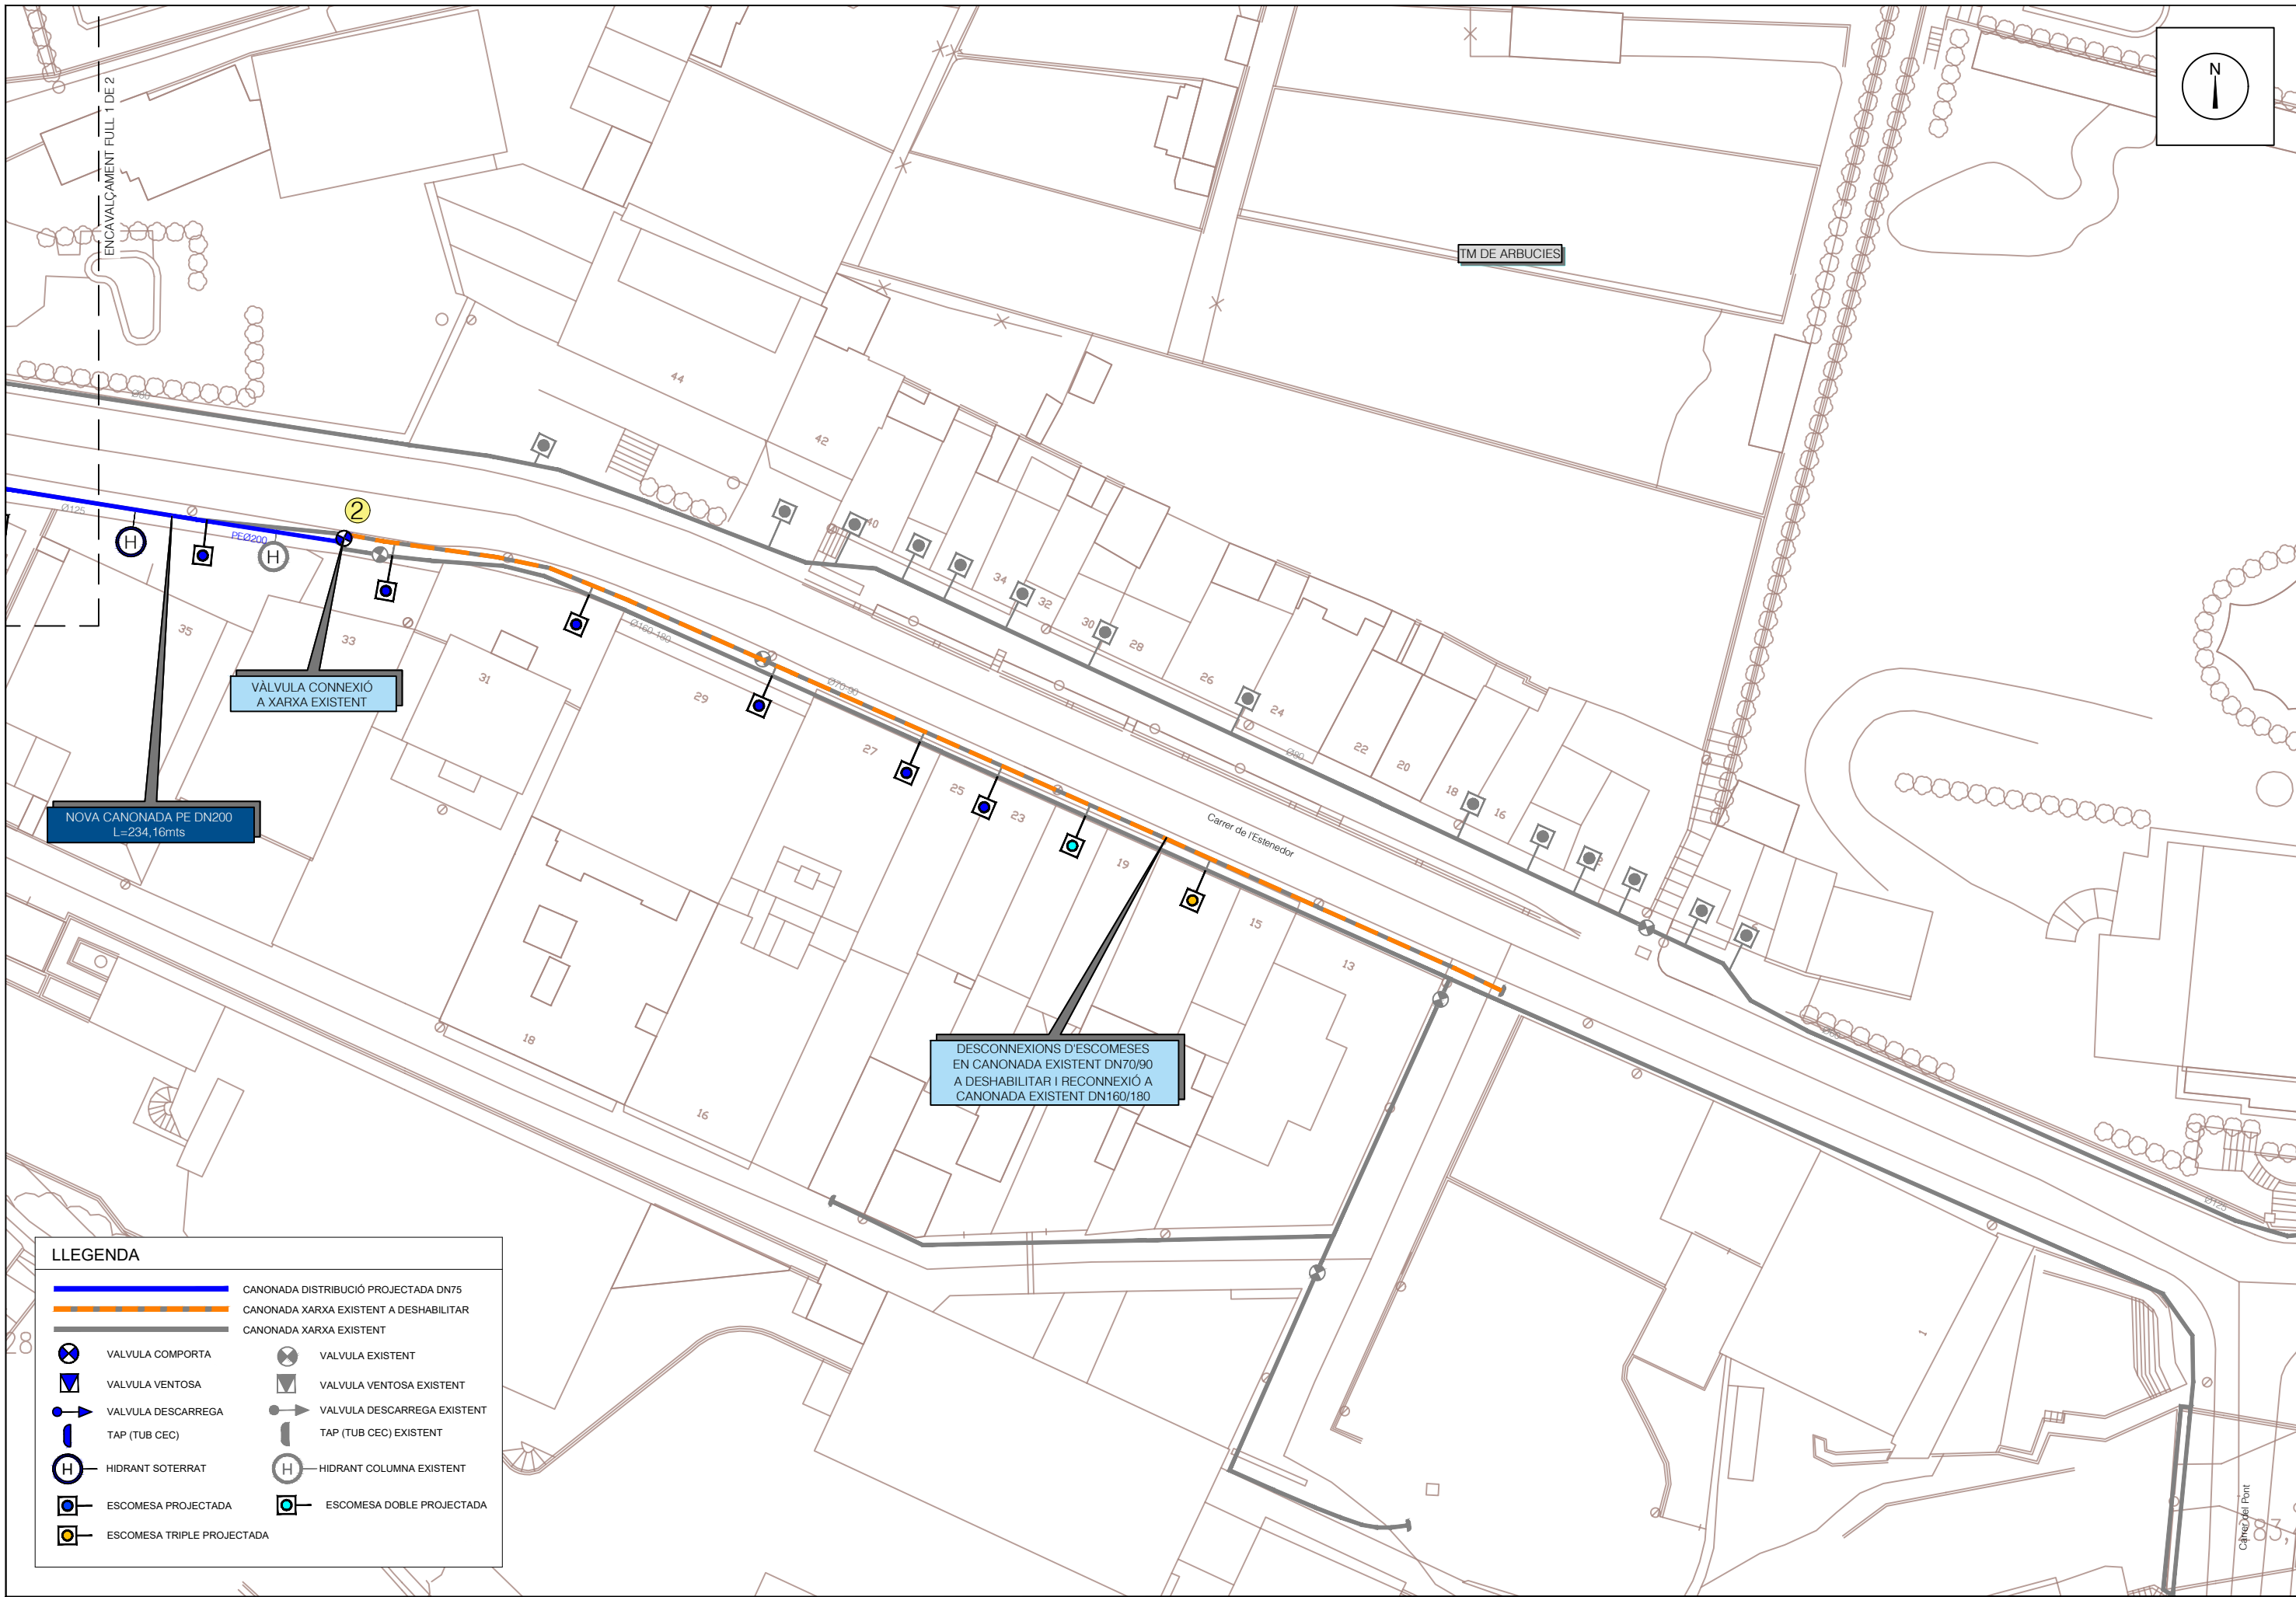 ENCAVALÇAMENT FULL 1 DE 2
N
TM DE ARBUCIES
44
42
40
34
32
30
28
26
24
22
20
18
16
Ø125
PEØ200
H
H
2
Ø160-180
Ø70-90
Ø80
35
33
31
29
27
25
23
19
15
13
VÀLVULA CONNEXIÓ
A XARXA EXISTENT
NOVA CANONADA PE DN200
L=234,16mts
Carrer de l'Estenedor
DESCONNEXIONS D'ESCOMESES
EN CANONADA EXISTENT DN70/90
A DESHABILITAR I RECONNEXIÓ A
CANONADA EXISTENT DN160/180
18
16
Ø125
1
Carrer del Pont
LLEGENDA
CANONADA DISTRIBUCIÓ PROJECTADA DN75
CANONADA XARXA EXISTENT A DESHABILITAR
CANONADA XARXA EXISTENT
VALVULA COMPORTA
VALVULA EXISTENT
VALVULA VENTOSA
VALVULA VENTOSA EXISTENT
VALVULA DESCARREGA
VALVULA DESCARREGA EXISTENT
TAP (TUB CEC)
TAP (TUB CEC) EXISTENT
H
HIDRANT SOTERRAT
H
HIDRANT COLUMNA EXISTENT
ESCOMESA PROJECTADA
ESCOMESA DOBLE PROJECTADA
ESCOMESA TRIPLE PROJECTADA